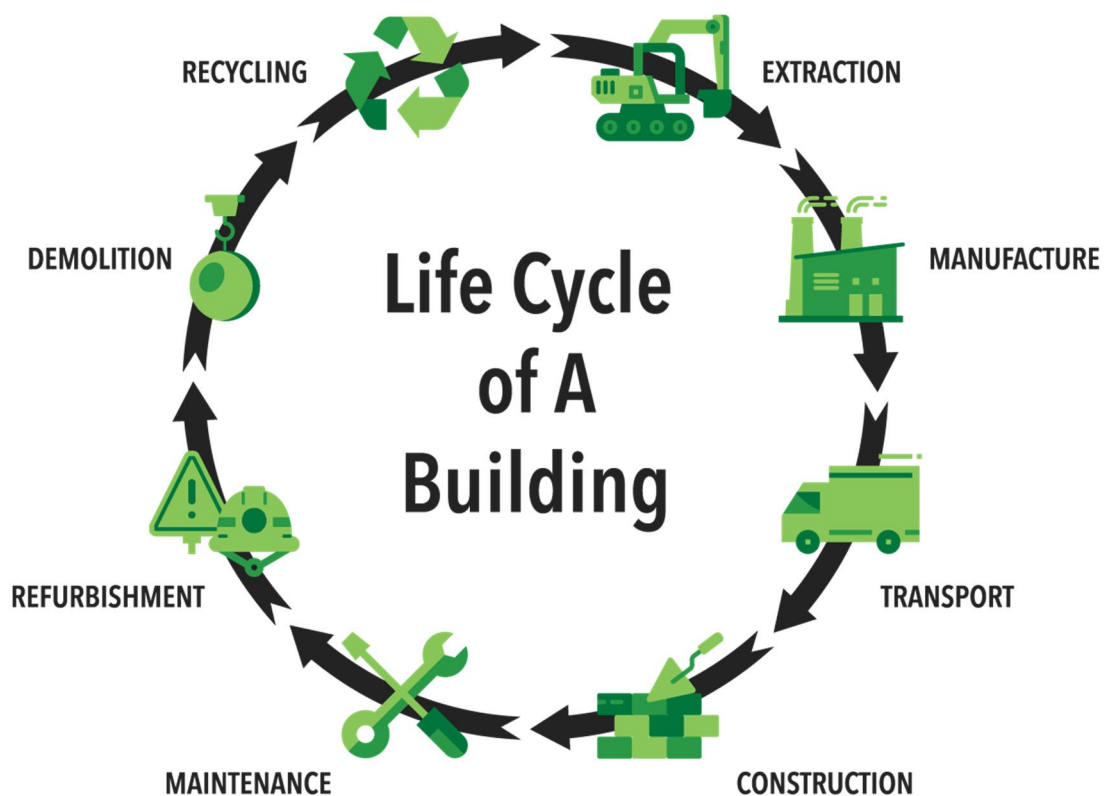 RECYCLING
EXTRACTION
DEMOLITION
MANUFACTURE
Life Cycle
of A
Building
REFURBISHMENT
TRANSPORT
MAINTENANCE
CONSTRUCTION